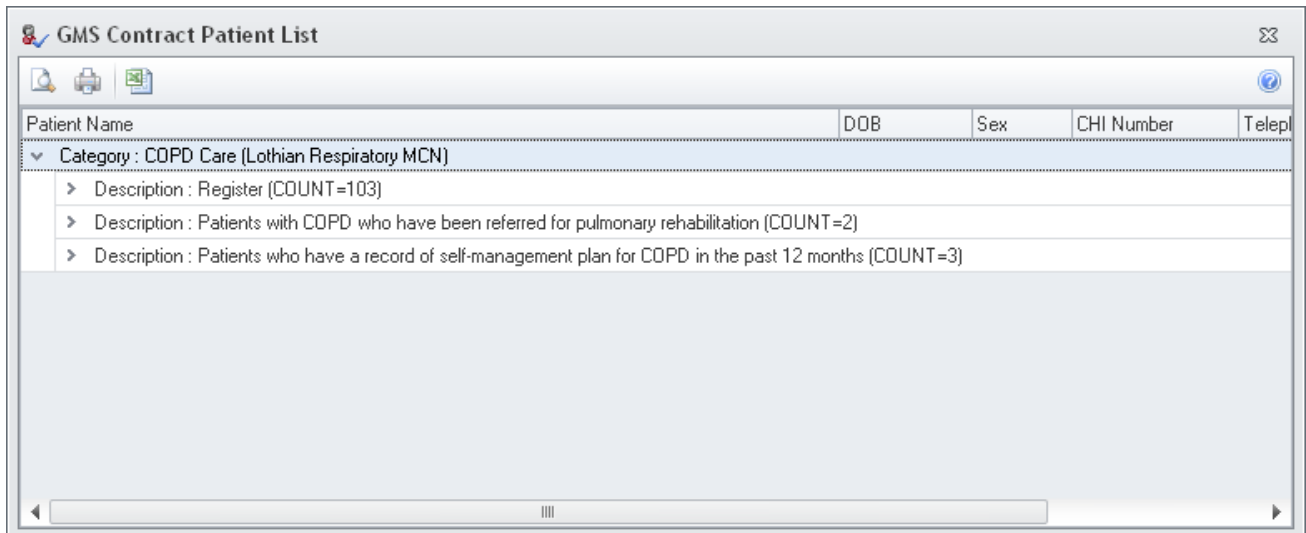 GMS Contract Patient List
Patient Name DOB Sex CHI Number Telepl
Category : COPD Care (Lothian Respiratory MCN)
Description : Register (COUNT=103)
Description : Patients with COPD who have been referred for pulmonary rehabilitation (COUNT=2)
Description : Patients who have a record of self-management plan for COPD in the past 12 months (COUNT=3)